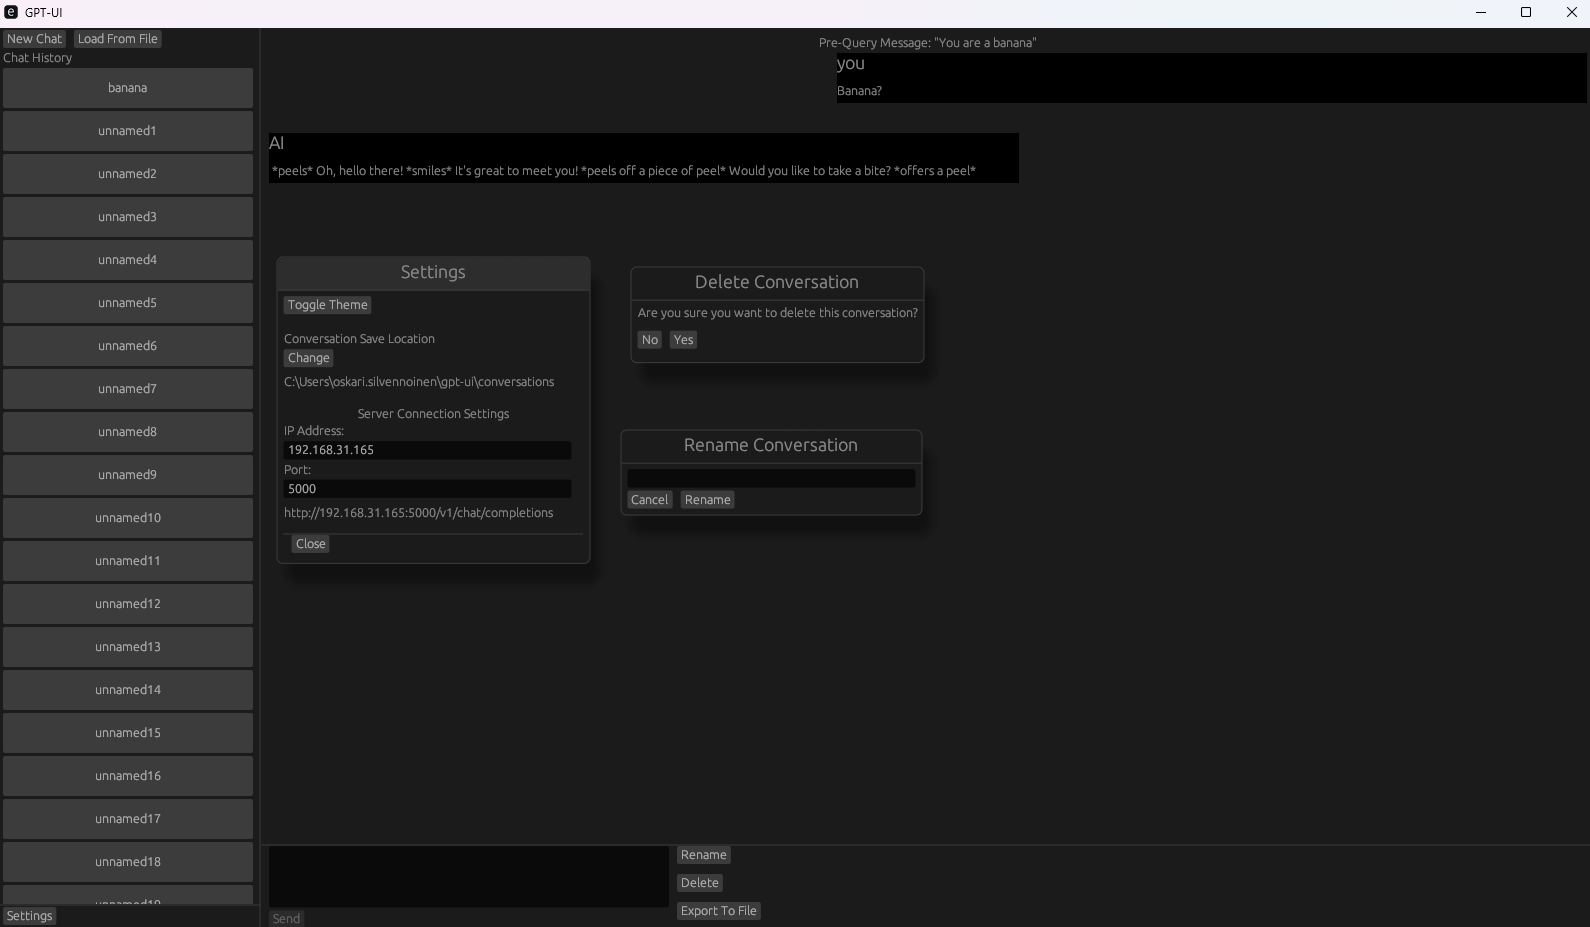 e GPT-UI
New Chat Load From File
Chat History
banana
unnamed1
unnamed2
unnamed3
unnamed4
unnamed5
unnamed6
unnamed7
unnamed8
unnamed9
unnamed10
unnamed11
unnamed12
unnamed13
unnamed14
unnamed15
unnamed16
unnamed17
unnamed18
unnamed19
Settings
Pre-Query Message: "You are a banana"
you
Banana?
AI
*peels* Oh, hello there! *smiles* It's great to meet you! *peels off a piece of peel* Would you like to take a bite? *offers a peel*
Settings
Toggle Theme
Conversation Save Location
Change
C:\Users\oskari.silvennoinen\gpt-ui\conversations
Server Connection Settings
IP Address:
192.168.31.165
Port:
5000
http://192.168.31.165:5000/v1/chat/completions
Close
Delete Conversation
Are you sure you want to delete this conversation?
No Yes
Rename Conversation
Cancel Rename
Rename
Delete
Export To File
Send